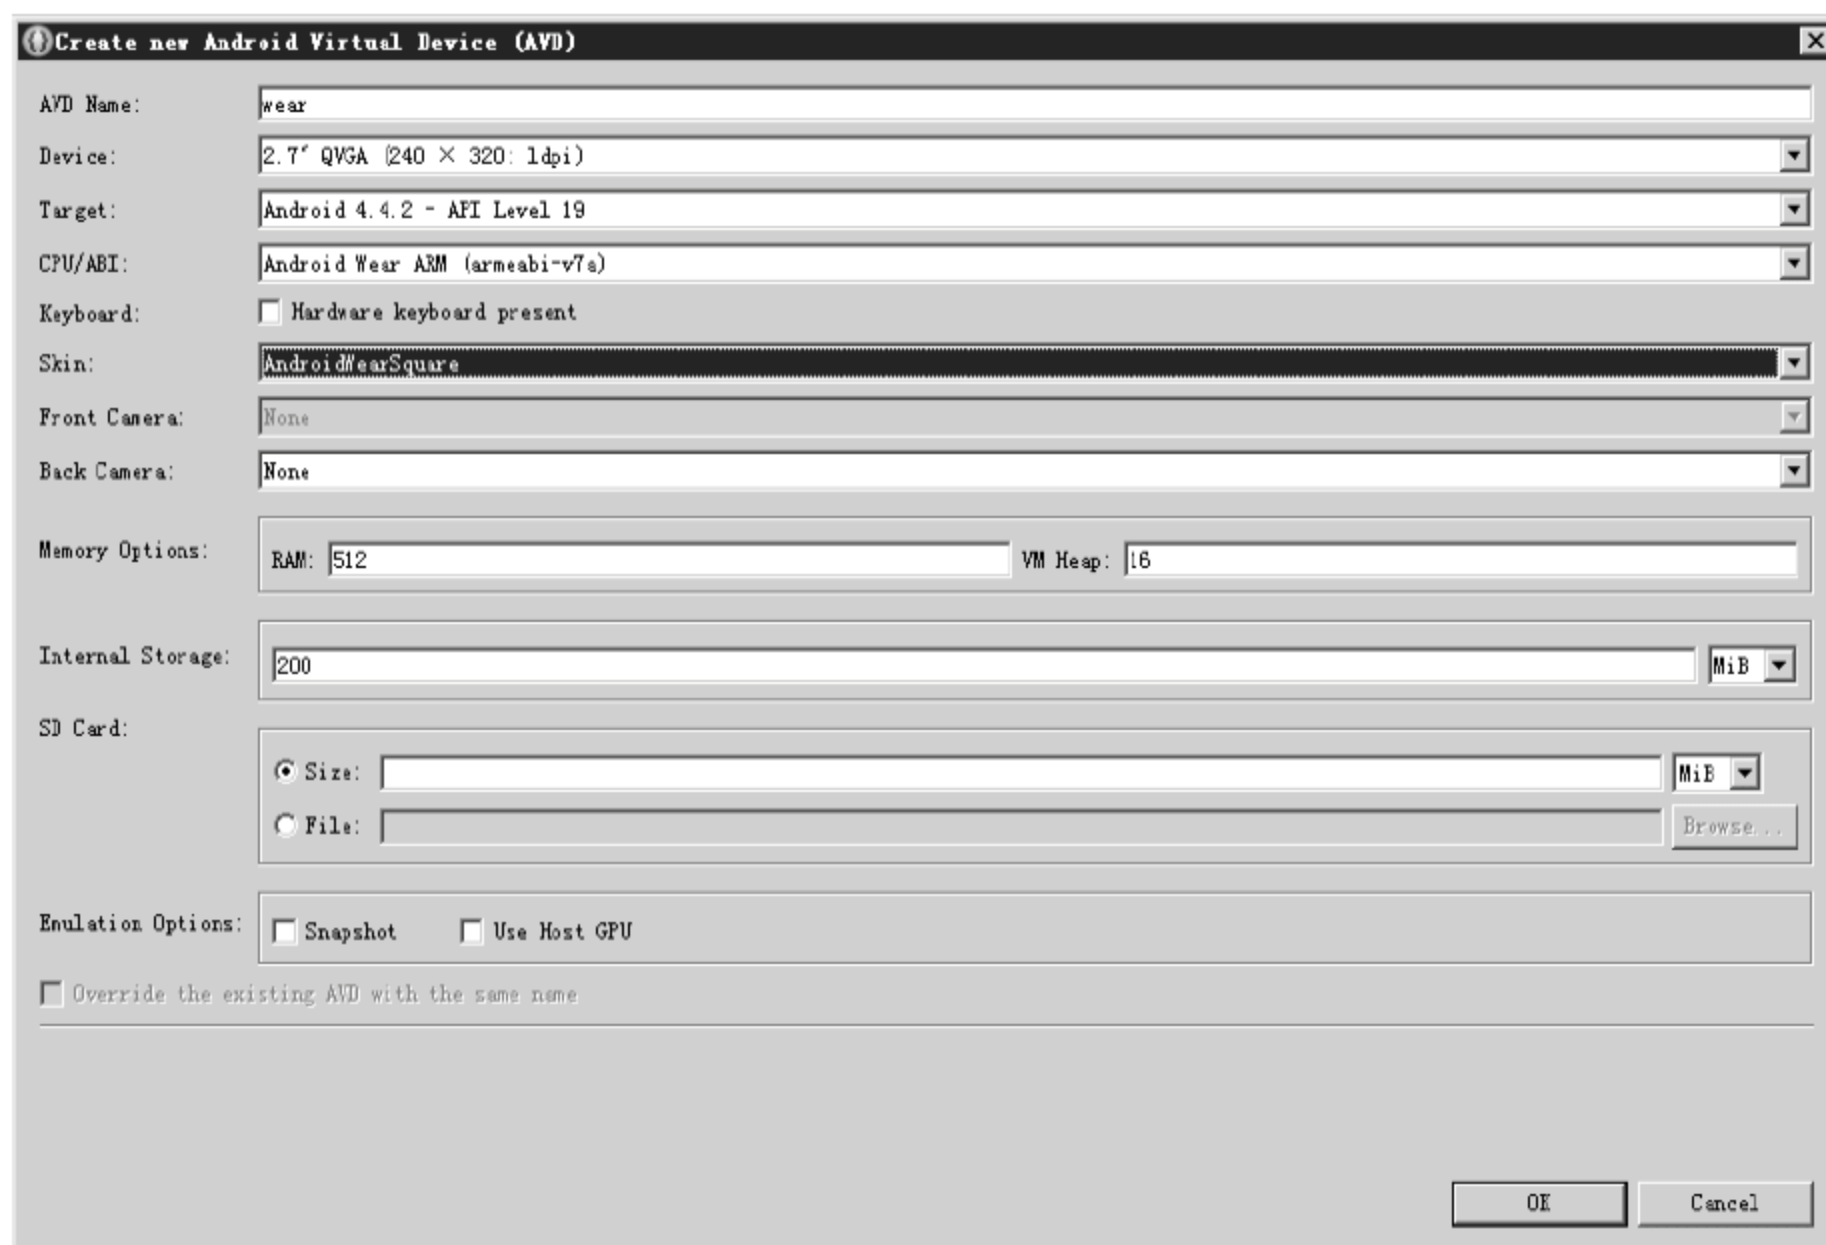 Create new Android Virtual Device (AVD)
AVD Name: wear
Device: 2.7" QVGA (240 × 320: ldpi)
Target: Android 4.4.2 - API Level 19
CPU/ABI: Android Wear ARM (armeabi-v7a)
Keyboard: Hardware keyboard present
Skin: AndroidWearSquare
Front Camera: None
Back Camera: None
Memory Options: RAM: 512 VM Heap: 16
Internal Storage: 200 MiB
SD Card:
Size: MiB
File: Browse...
Emulation Options: Snapshot Use Host GPU
Override the existing AVD with the same name
OK Cancel